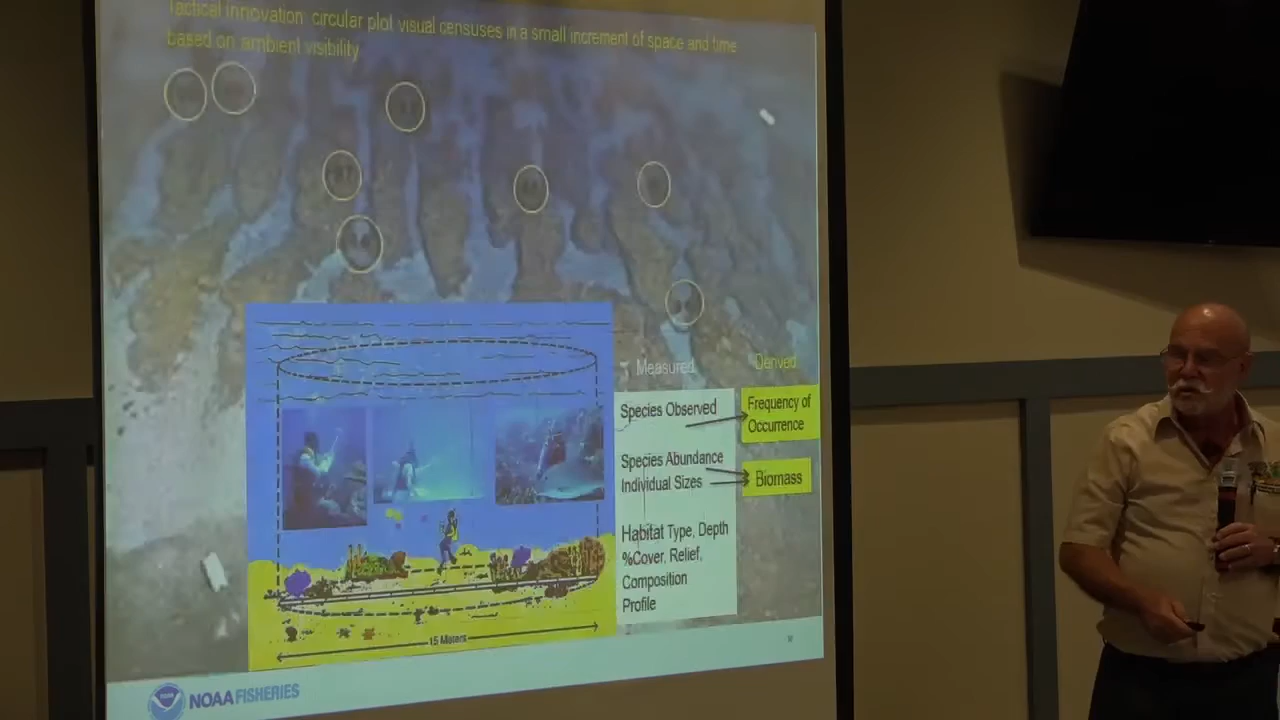 Tactical innovation: circular plot visual censuses in a small increment of space and time
based on ambient visibility
Measured
Derived
Species Observed
Frequency of
Occurrence
Species Abundance
Individual Sizes
Biomass
Habitat Type, Depth
%Cover, Relief,
Composition
Profile
15 Meters
NOAA FISHERIES